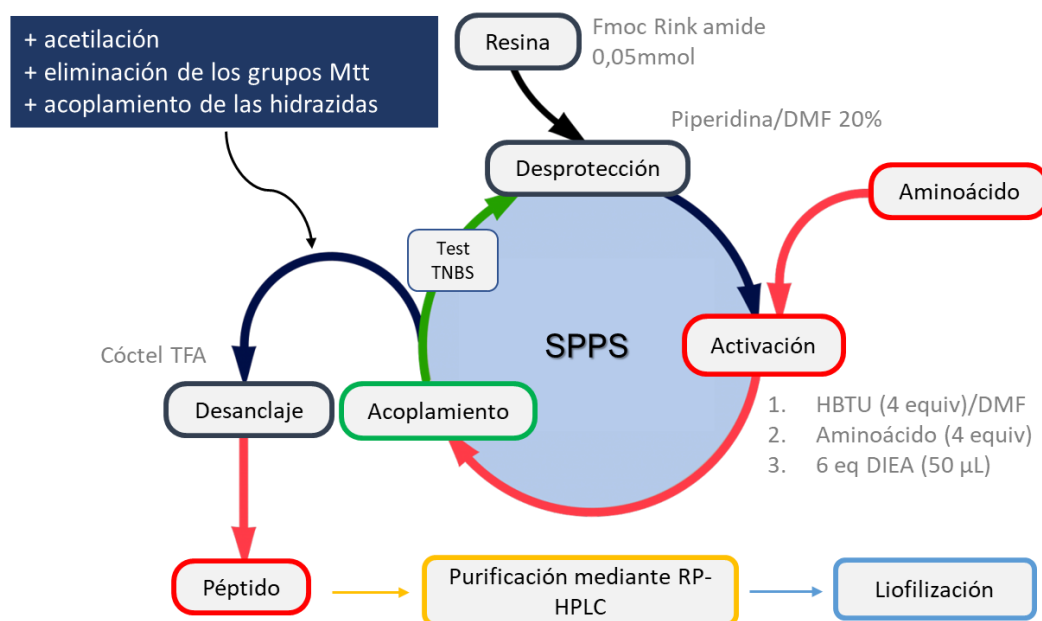 + acetilación
+ eliminación de los grupos Mtt
+ acoplamiento de las hidrazidas
Resina
Fmoc Rink amide
0,05mmol
Piperidina/DMF 20%
Desprotección
Aminoácido
Test
TNBS
SPPS
Activación
Cóctel TFA
Desanclaje
Acoplamiento
1. HBTU (4 equiv)/DMF
2. Aminoácido (4 equiv)
3. 6 eq DIEA (50 µL)
Péptido
Purificación mediante RP-
HPLC
Liofilización